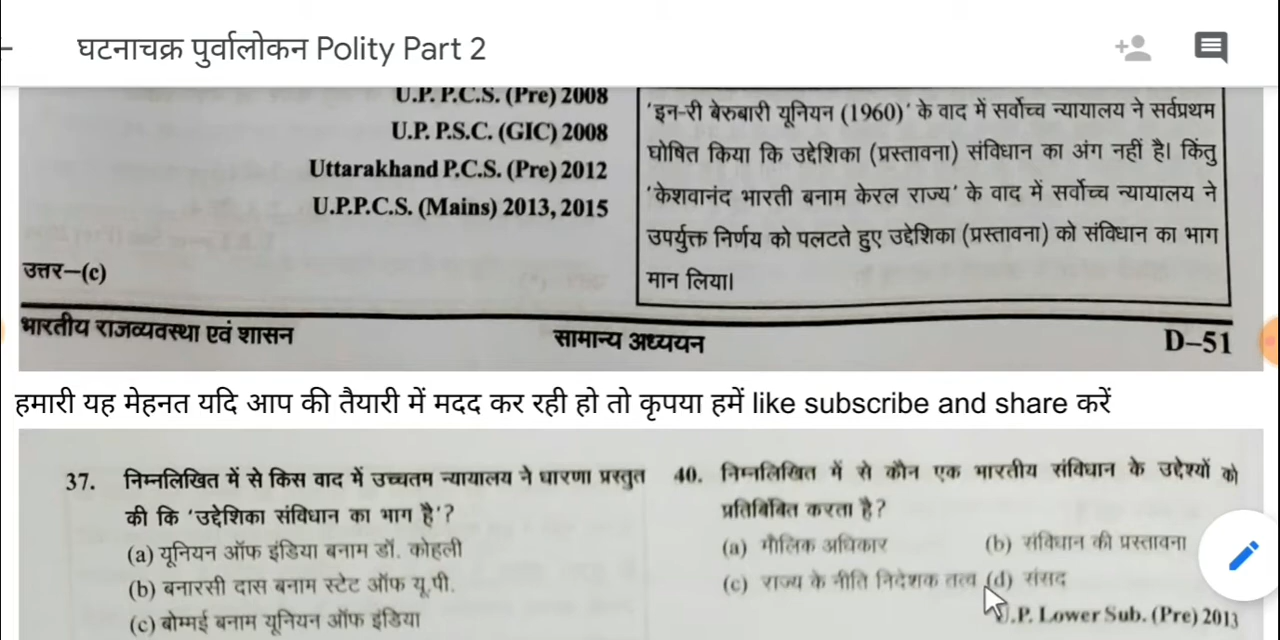 घटनाचक्र पुर्वालोकन Polity Part 2
U.P. P.C.S. (Pre) 2008
U.P. P.S.C. (GIC) 2008
Uttarakhand P.C.S. (Pre) 2012
U.P.P.C.S. (Mains) 2013, 2015
उत्तर–(c)
'इन-री बेरुबारी यूनियन (1960)' के वाद में सर्वोच्च न्यायालय ने सर्वप्रथम
घोषित किया कि उद्देशिका (प्रस्तावना) संविधान का अंग नहीं है। किंतु
'केशवानंद भारती बनाम केरल राज्य' के वाद में सर्वोच्च न्यायालय ने
उपर्युक्त निर्णय को पलटते हुए उद्देशिका (प्रस्तावना) को संविधान का भाग
मान लिया।
भारतीय राजव्यवस्था एवं शासन सामान्य अध्ययन D–51
हमारी यह मेहनत यदि आप की तैयारी में मदद कर रही हो तो कृपया हमें like subscribe and share करें
37. निम्नलिखित में से किस वाद में उच्चतम न्यायालय ने धारणा प्रस्तुत
की कि 'उद्देशिका संविधान का भाग है'?
(a) यूनियन ऑफ इंडिया बनाम डॉ. कोहली
(b) बनारसी दास बनाम स्टेट ऑफ यू.पी.
(c) बोम्मई बनाम यूनियन ऑफ इंडिया
40. निम्नलिखित में से कौन एक भारतीय संविधान के उद्देश्यों को
प्रतिबिंबित करता है?
(a) मौलिक अधिकार (b) संविधान की प्रस्तावना
(c) राज्य के नीति निदेशक तत्व (d) संसद
U.P. Lower Sub. (Pre) 2013